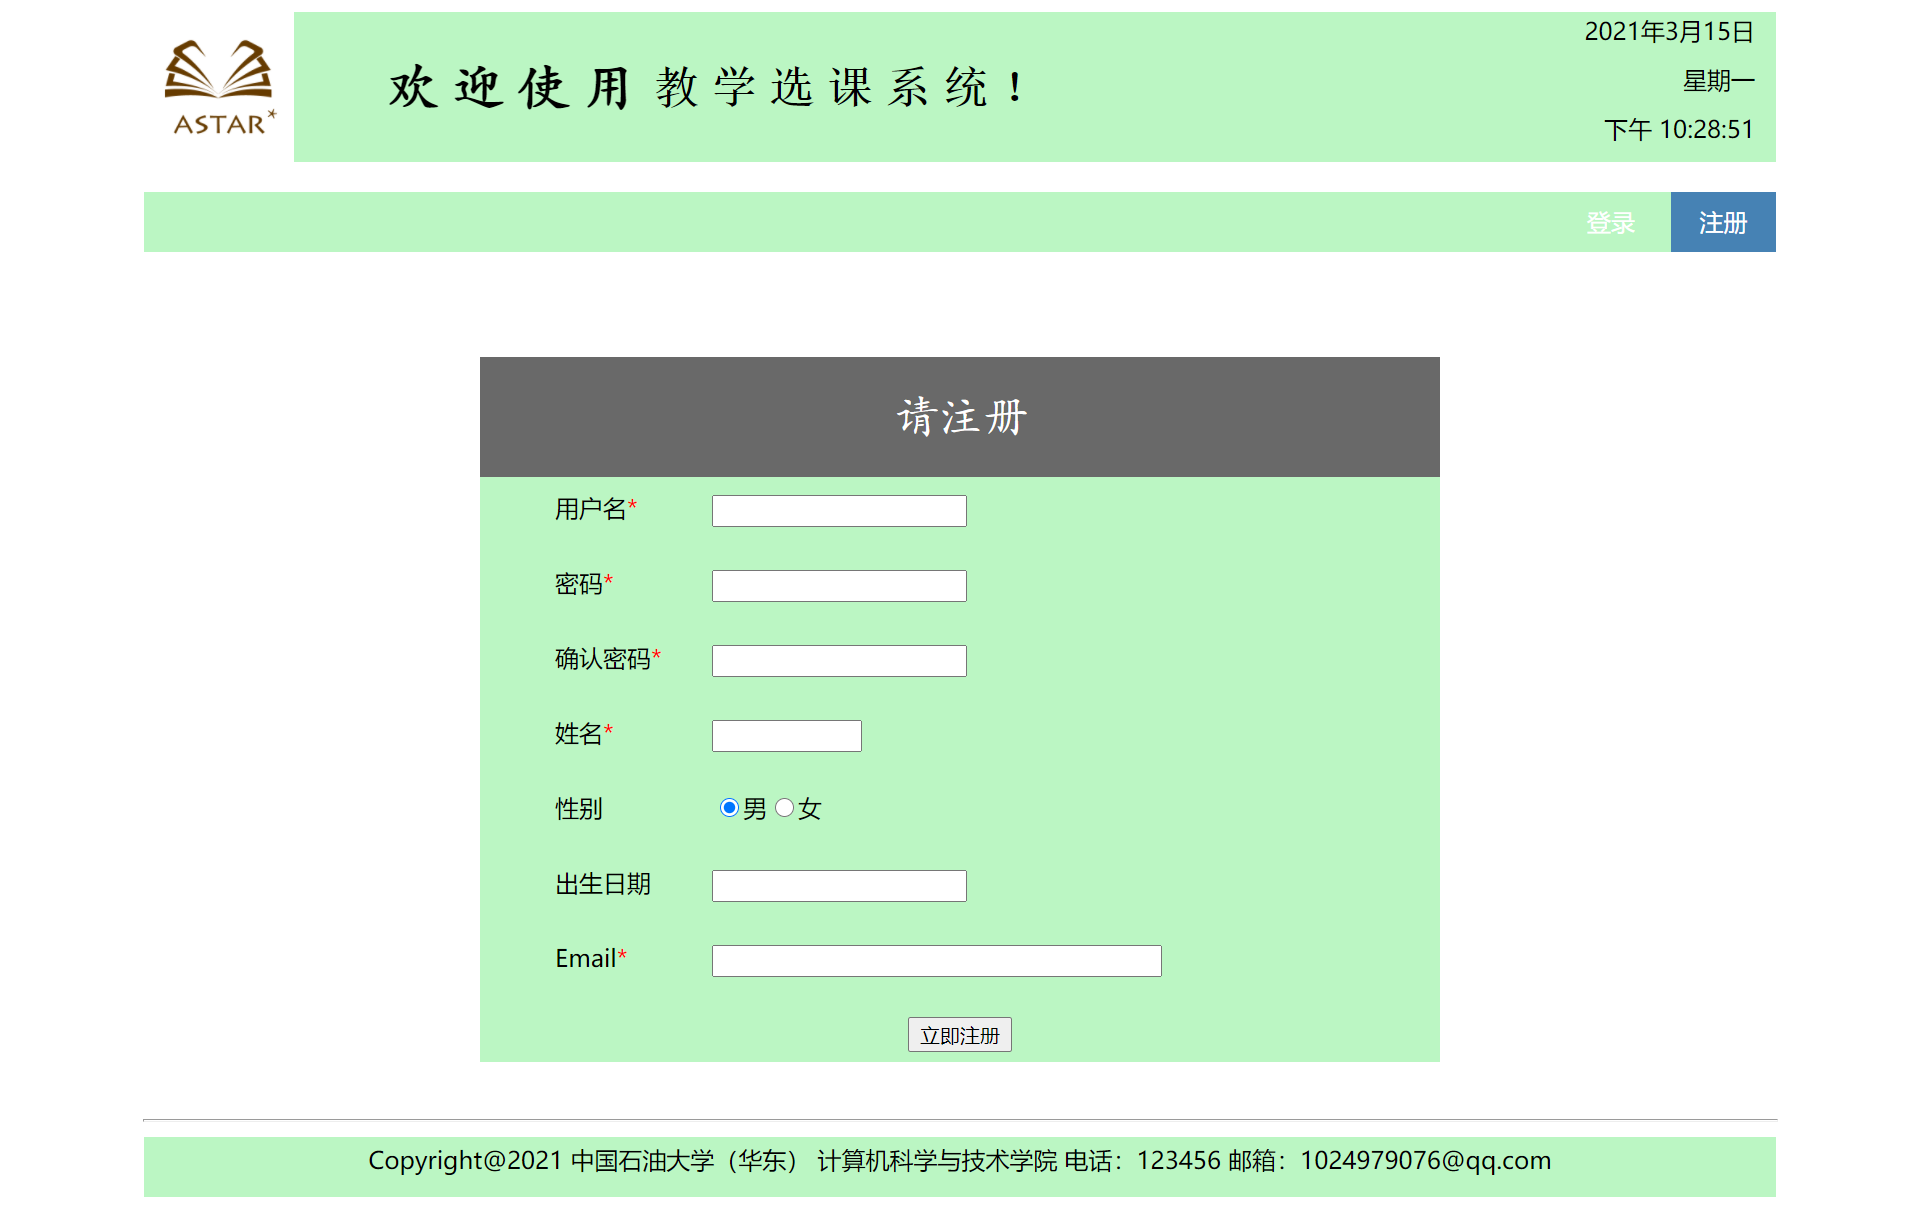 ASTAR*
欢迎使用 教学选课系统！
2021年3月15日
星期一
下午 10:28:51
登录 注册
请注册
用户名*
密码*
确认密码*
姓名*
性别 男 女
出生日期
Email*
立即注册
Copyright@2021 中国石油大学（华东） 计算机科学与技术学院 电话：123456 邮箱：1024979076@qq.com